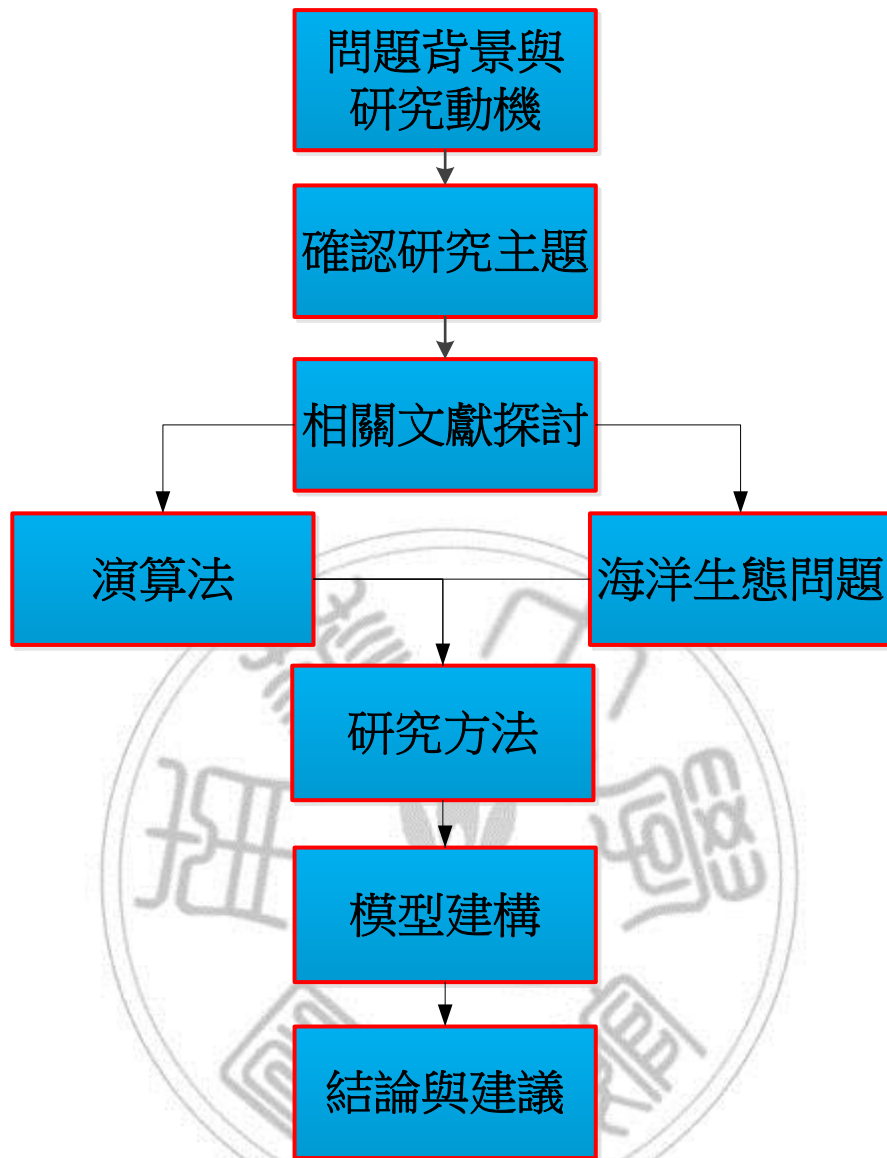 問題背景與
研究動機
確認研究主題
相關文獻探討
演算法
海洋生態問題
研究方法
模型建構
結論與建議